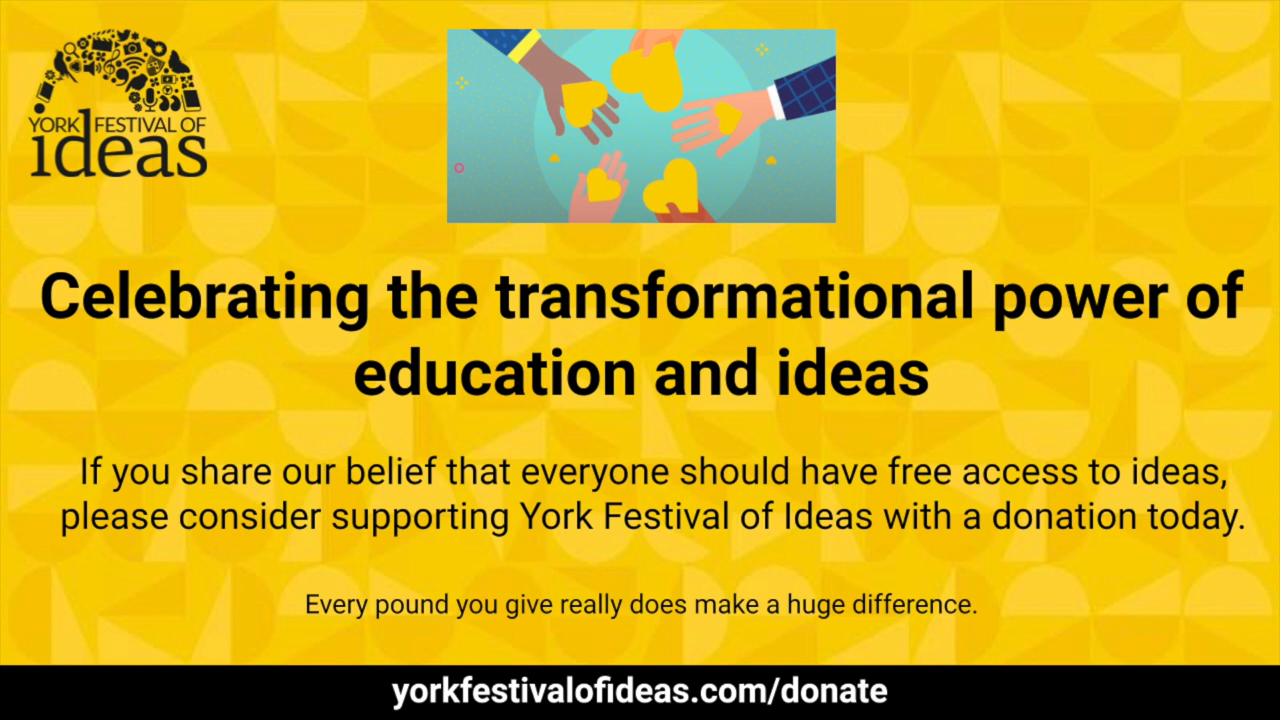 YORK FESTIVAL OF
ideas
Celebrating the transformational power of
education and ideas
If you share our belief that everyone should have free access to ideas,
please consider supporting York Festival of Ideas with a donation today.
Every pound you give really does make a huge difference.
yorkfestivalofideas.com/donate